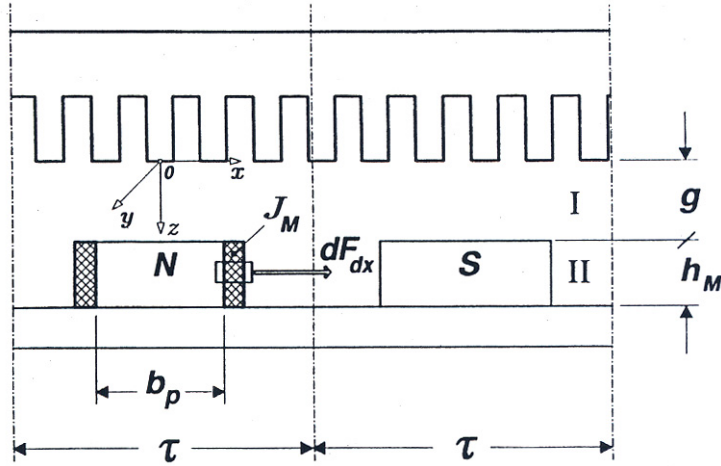 0 x
y z
J_M
I
g
N
dF_dx
S
II
h_M
b_p
τ τ